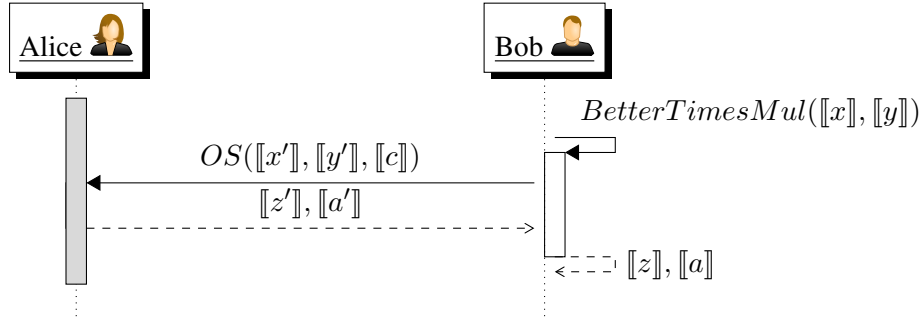 Alice
Bob
BetterTimesMul(⟦x⟧, ⟦y⟧)
OS(⟦x′⟧, ⟦y′⟧, ⟦c⟧)
⟦z′⟧, ⟦a′⟧
⟦z⟧, ⟦a⟧